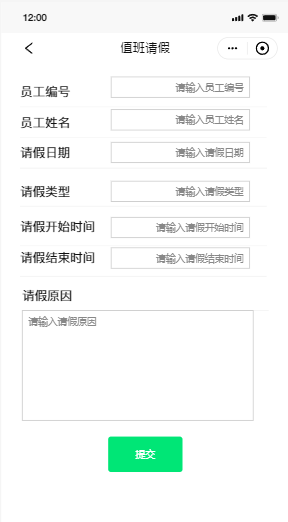 12:00
值班请假
员工编号 请输入员工编号
员工姓名 请输入员工姓名
请假日期 请输入请假日期
请假类型 请输入请假类型
请假开始时间 请输入请假开始时间
请假结束时间 请输入请假结束时间
请假原因
请输入请假原因
提交